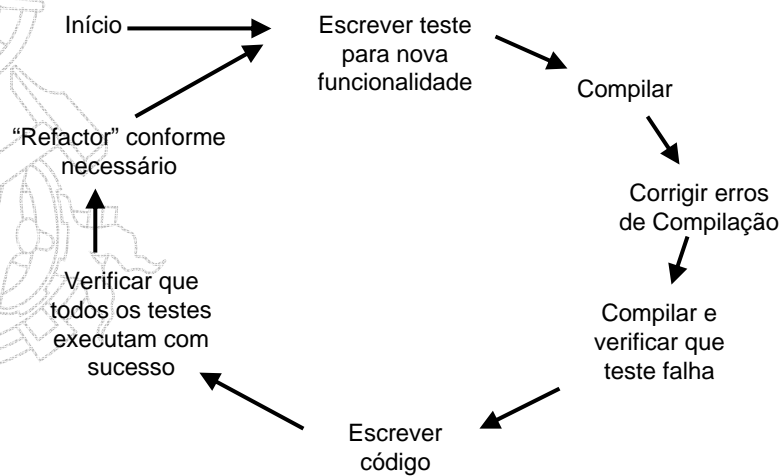 Início
Escrever teste
para nova
funcionalidade
Compilar
Corrigir erros
de Compilação
Compilar e
verificar que
teste falha
Escrever
código
Verificar que
todos os testes
executam com
sucesso
“Refactor” conforme
necessário